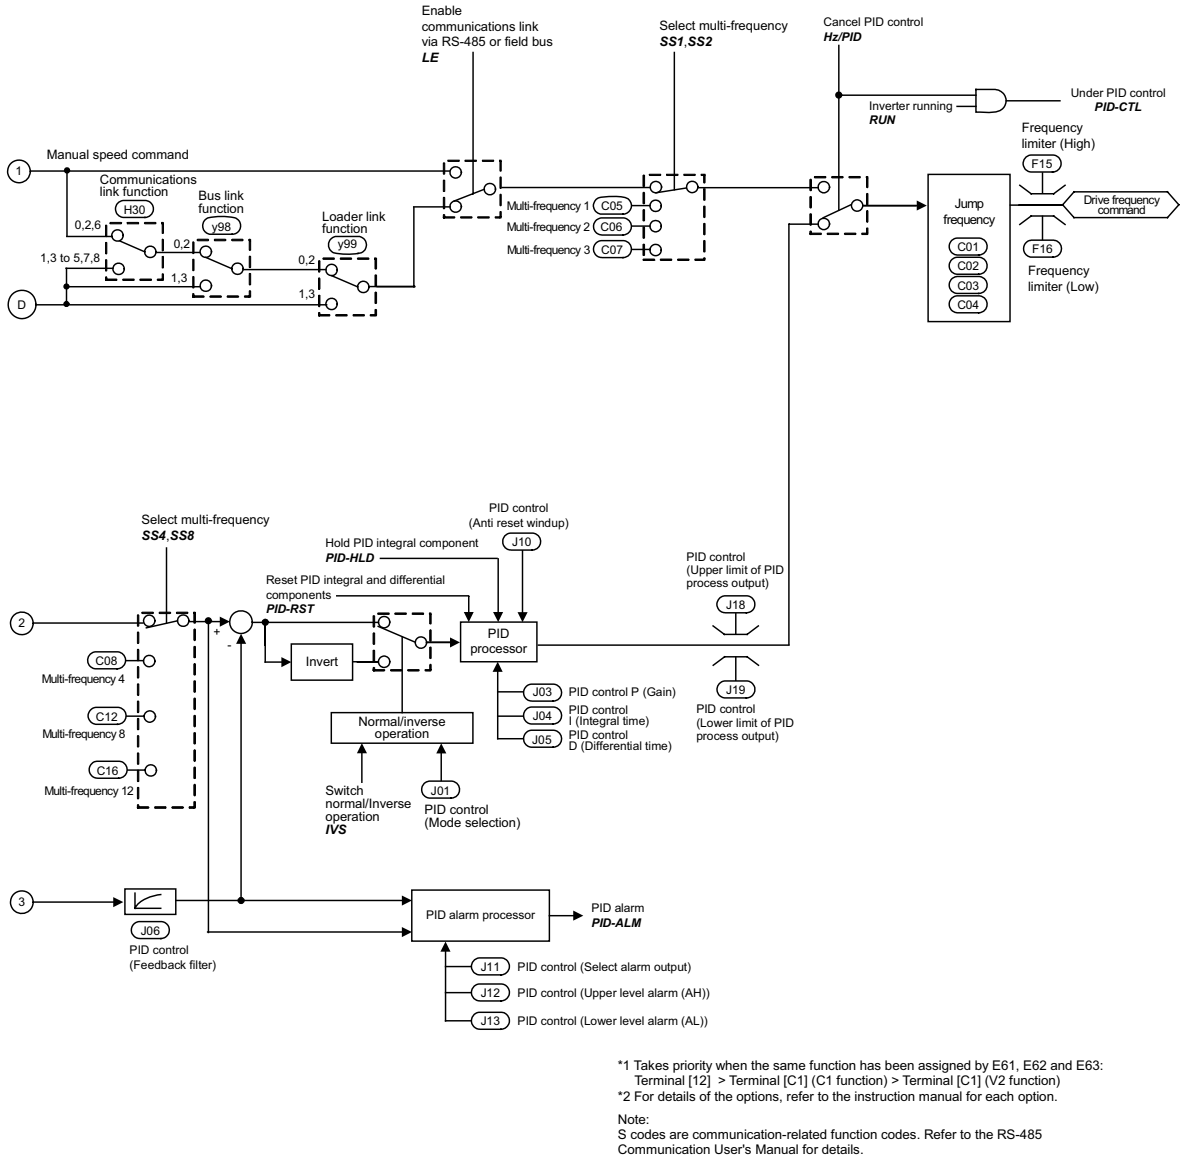 Enable
communications link
via RS-485 or field bus
LE
Select multi-frequency
SS1,SS2
Cancel PID control
Hz/PID
Inverter running
RUN
Under PID control
PID-CTL
Frequency
limiter (High)
F15
1
Manual speed command
Communications
link function
H30
Bus link
function
y98
Loader link
function
y99
0,2,6
1,3 to 5,7,8
0,2
1,3
0,2
1,3
D
Multi-frequency 1 C05
Multi-frequency 2 C06
Multi-frequency 3 C07
Jump
frequency
C01
C02
C03
C04
Drive frequency
command
F16
Frequency
limiter (Low)
Select multi-frequency
SS4,SS8
PID control
(Anti reset windup)
J10
Hold PID integral component
PID-HLD
Reset PID integral and differential
components
PID-RST
2
+
-
Invert
PID
processor
C08
Multi-frequency 4
C12
Multi-frequency 8
C16
Multi-frequency 12
Normal/inverse
operation
Switch
normal/Inverse
operation
IVS
J01
PID control
(Mode selection)
J03 PID control P (Gain)
J04 PID control
I (Integral time)
J05 PID control
D (Differential time)
PID control
(Upper limit of PID
process output)
J18
J19
PID control
(Lower limit of PID
process output)
3
J06
PID control
(Feedback filter)
PID alarm processor
PID alarm
PID-ALM
J11 PID control (Select alarm output)
J12 PID control (Upper level alarm (AH))
J13 PID control (Lower level alarm (AL))
*1 Takes priority when the same function has been assigned by E61, E62 and E63:
Terminal [12] > Terminal [C1] (C1 function) > Terminal [C1] (V2 function)
*2 For details of the options, refer to the instruction manual for each option.
Note:
S codes are communication-related function codes. Refer to the RS-485
Communication User's Manual for details.